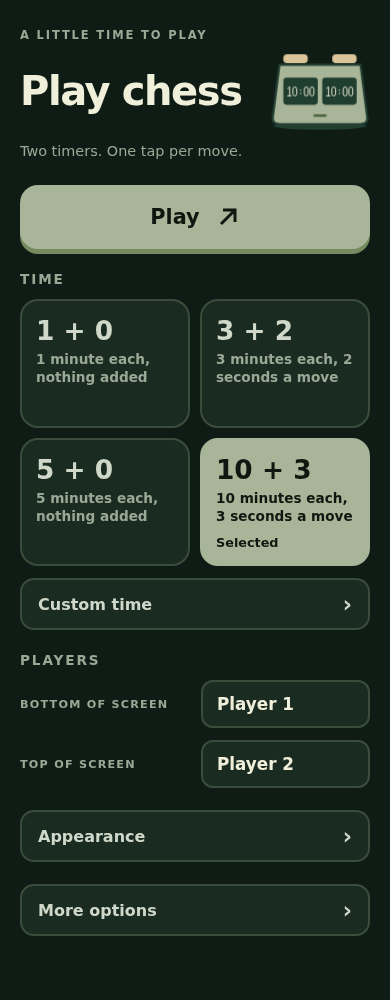 A LITTLE TIME TO PLAY
Play chess
10:00 10:00
Two timers. One tap per move.
Play ↗
TIME
1 + 0
1 minute each,
nothing added
3 + 2
3 minutes each, 2
seconds a move
5 + 0
5 minutes each,
nothing added
10 + 3
10 minutes each,
3 seconds a move
Selected
Custom time ›
PLAYERS
BOTTOM OF SCREEN Player 1
TOP OF SCREEN Player 2
Appearance ›
More options ›